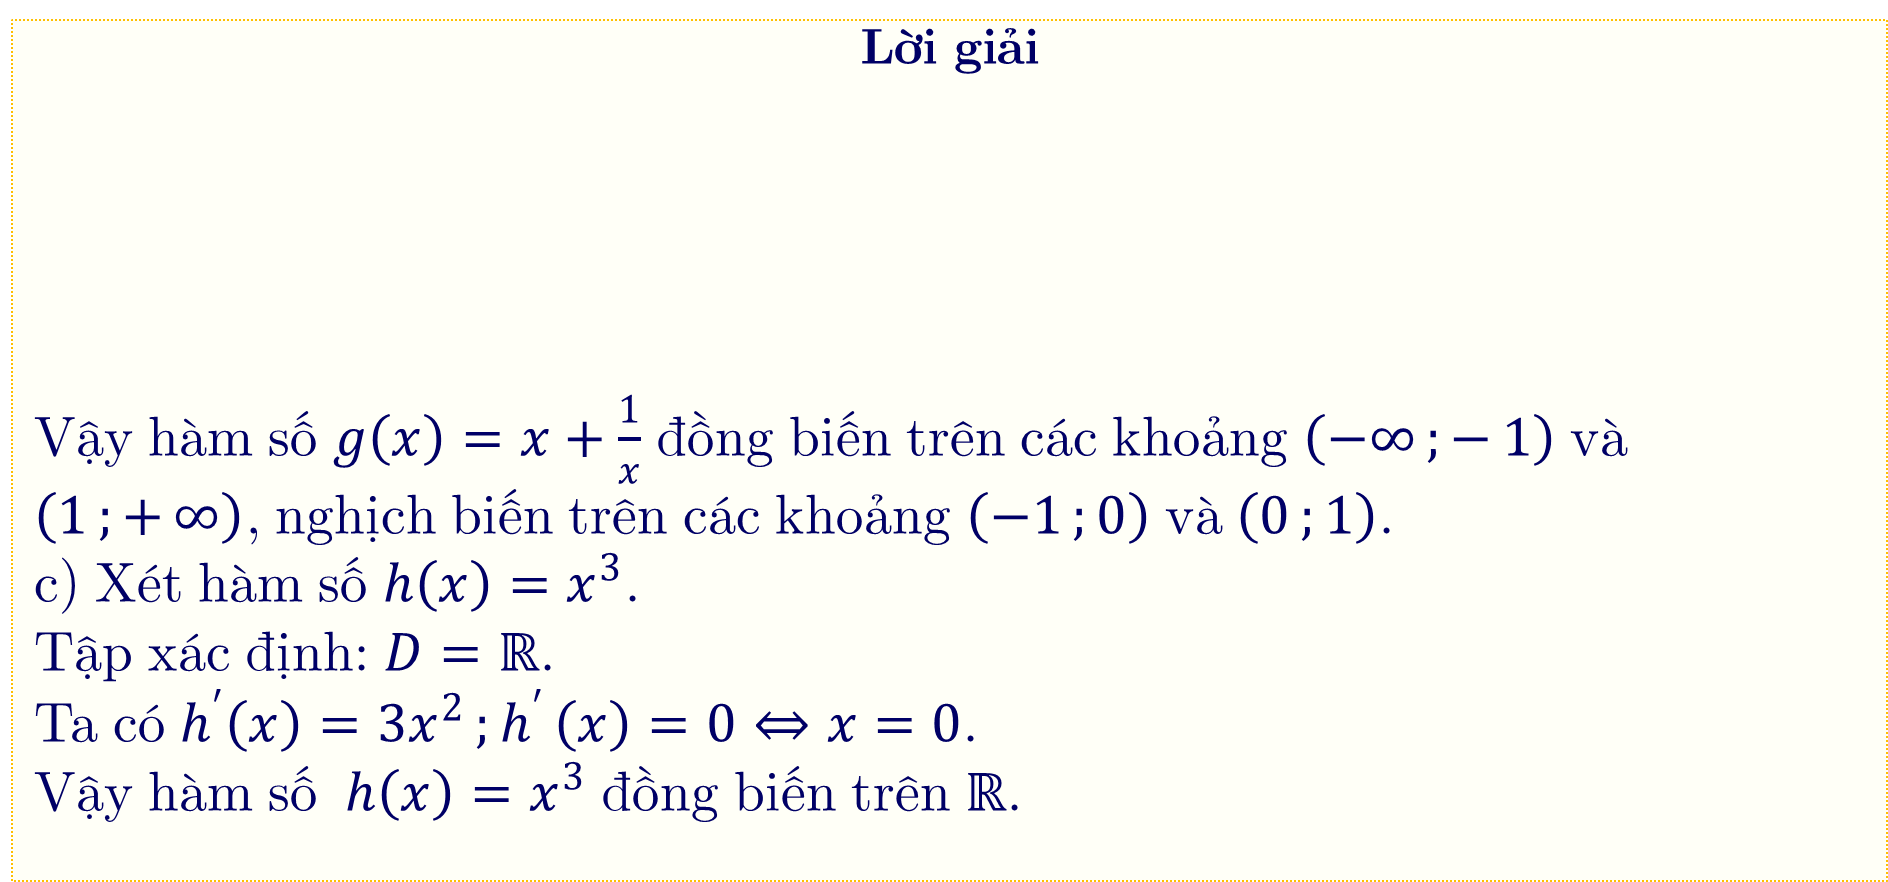 Lời giải
Vậy hàm số g(x) = x + 1/x đồng biến trên các khoảng (−∞ ; − 1) và
(1 ; + ∞), nghịch biến trên các khoảng (−1 ; 0) và (0 ; 1).
c) Xét hàm số h(x) = x³.
Tập xác định: D = ℝ.
Ta có h′(x) = 3x² ; h′ (x) = 0 ⇔ x = 0.
Vậy hàm số h(x) = x³ đồng biến trên ℝ.